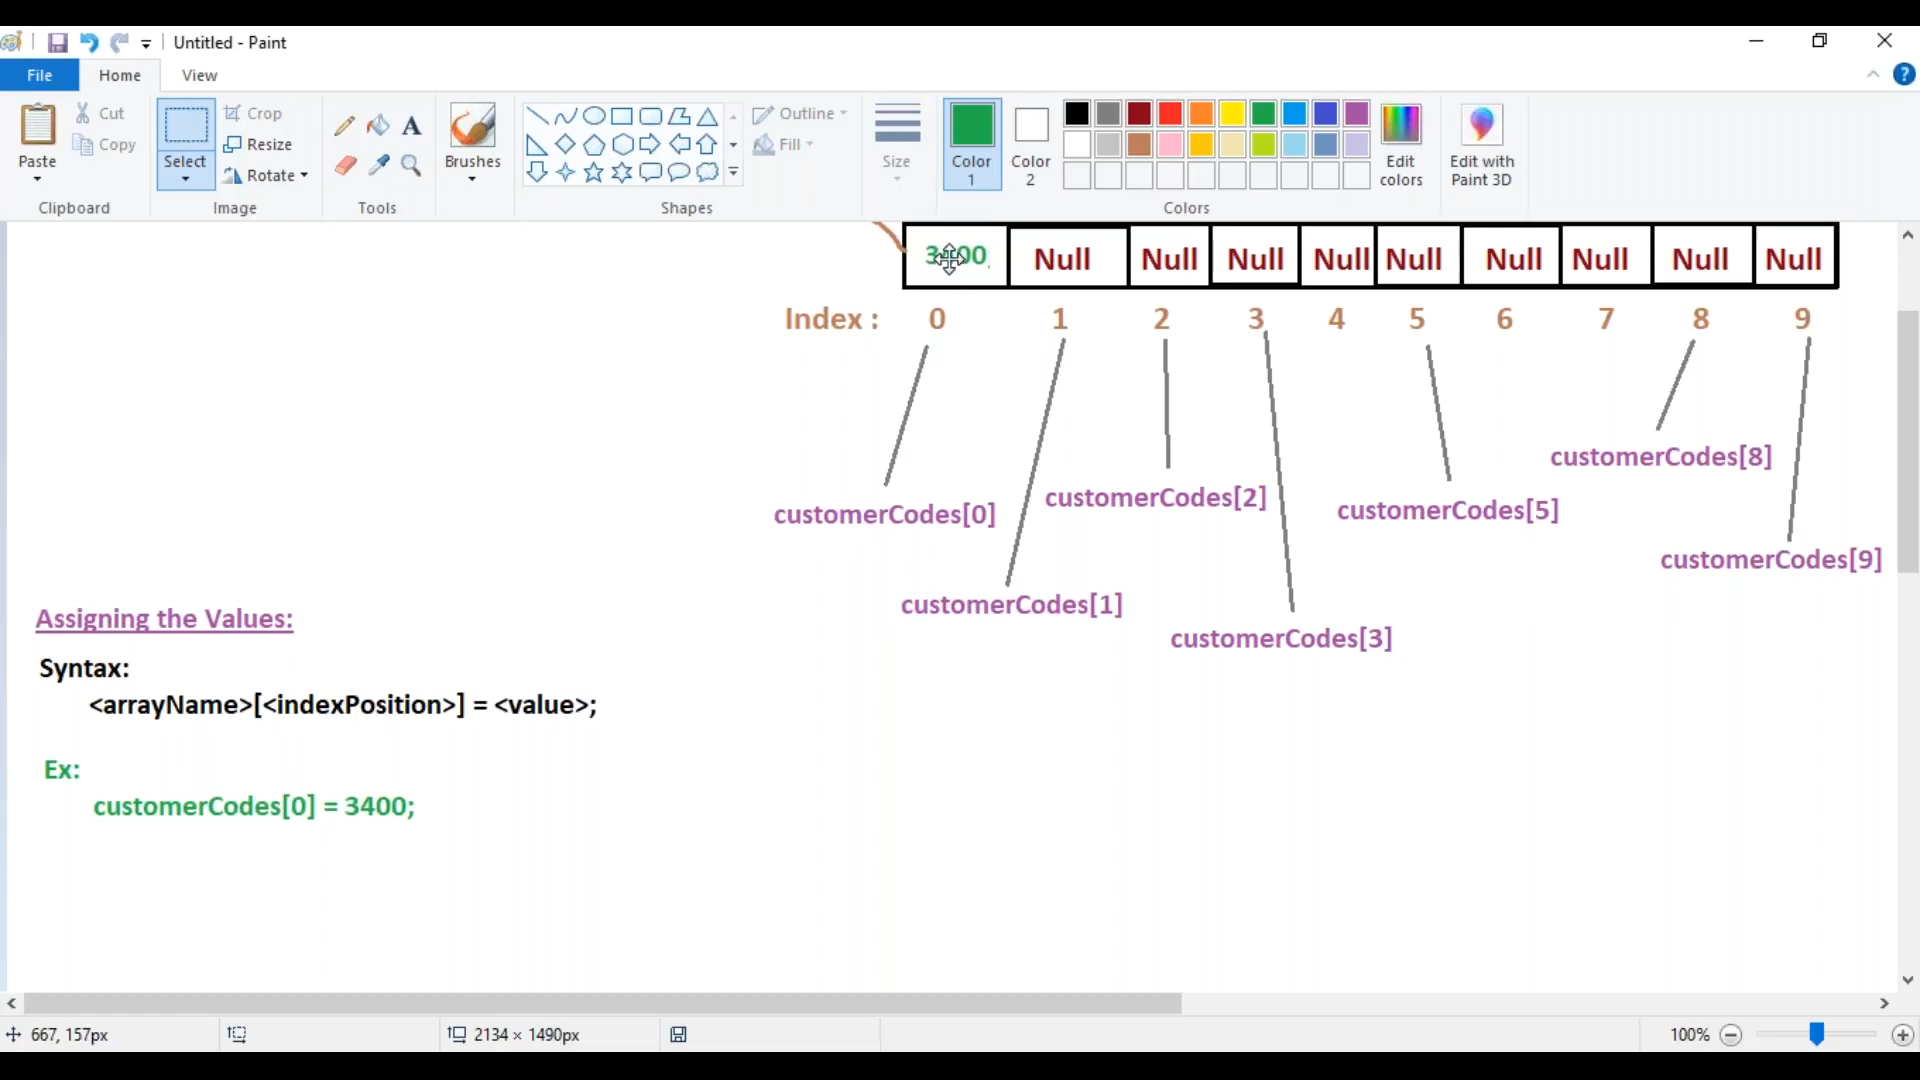 Untitled - Paint
File Home View
Paste
Cut
Copy
Clipboard
Select
Crop
Resize
Rotate
Image
A
Tools
Brushes
Outline
Fill
Shapes
Size
Color 1
Color 2
Edit colors
Colors
Edit with Paint 3D
?
Null Null Null Null Null Null Null Null Null
Index : 0 1 2 3 4 5 6 7 8 9
customerCodes[8]
customerCodes[2]
customerCodes[5]
customerCodes[0]
customerCodes[9]
customerCodes[1]
customerCodes[3]
Assigning the Values:
Syntax:
<arrayName>[<indexPosition>] = <value>;
Ex:
customerCodes[0] = 3400;
667, 157px
2134 × 1490px
100%